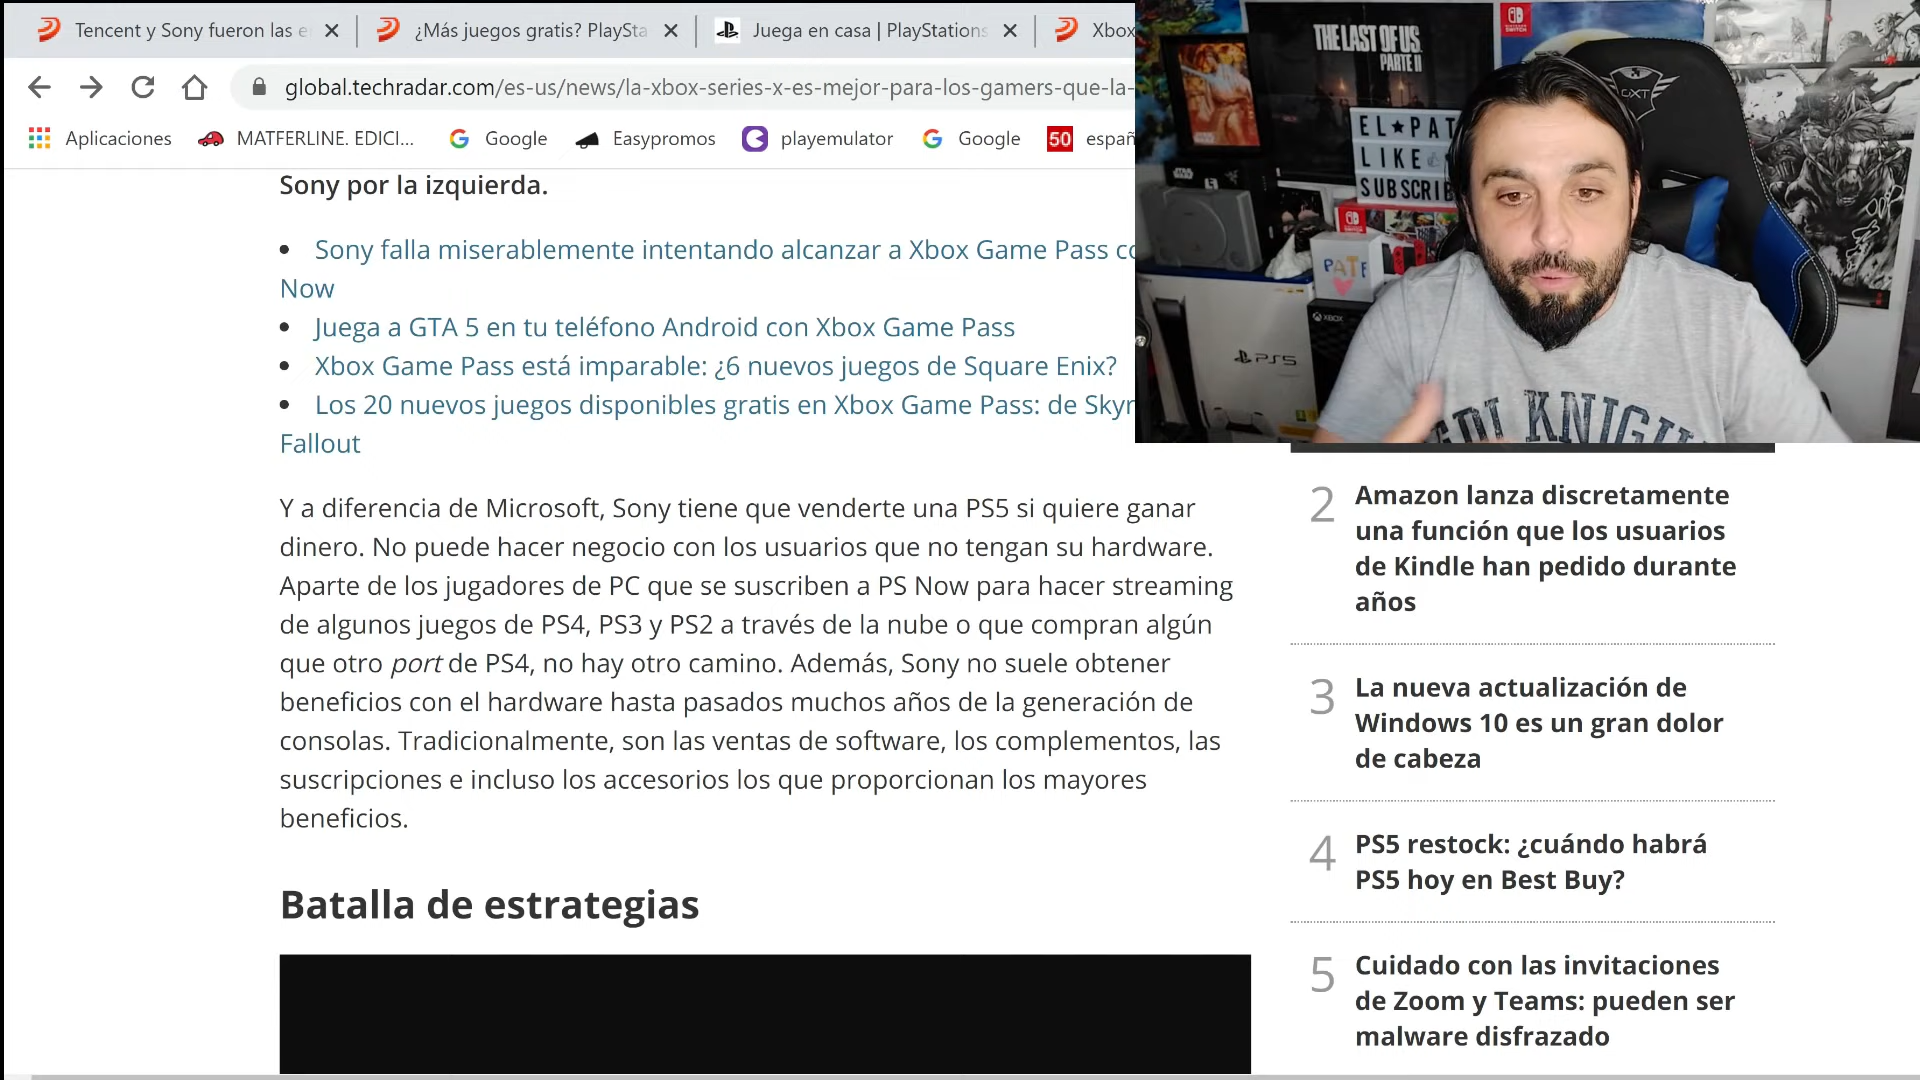 Tencent y Sony fueron las e
¿Más juegos gratis? PlaySta
Juega en casa | PlayStations
Xbox
global.techradar.com/es-us/news/la-xbox-series-x-es-mejor-para-los-gamers-que-la-
Aplicaciones
MATFERLINE. EDICI...
Google
Easypromos
playemulator
Google
50
españ
Sony por la izquierda.
• Sony falla miserablemente intentando alcanzar a Xbox Game Pass co
Now
• Juega a GTA 5 en tu teléfono Android con Xbox Game Pass
• Xbox Game Pass está imparable: ¿6 nuevos juegos de Square Enix?
• Los 20 nuevos juegos disponibles gratis en Xbox Game Pass: de Skyr
Fallout
Y a diferencia de Microsoft, Sony tiene que venderte una PS5 si quiere ganar
dinero. No puede hacer negocio con los usuarios que no tengan su hardware.
Aparte de los jugadores de PC que se suscriben a PS Now para hacer streaming
de algunos juegos de PS4, PS3 y PS2 a través de la nube o que compran algún
que otro port de PS4, no hay otro camino. Además, Sony no suele obtener
beneficios con el hardware hasta pasados muchos años de la generación de
consolas. Tradicionalmente, son las ventas de software, los complementos, las
suscripciones e incluso los accesorios los que proporcionan los mayores
beneficios.
Batalla de estrategias
THE LAST OF US
PARTE II
NINTENDO
SWITCH
GXT
EL★PAT
LIKE
SUBSCRIB
STAR
WARS
PATE
XBOX
PS5
JEDI KNIGH
2
Amazon lanza discretamente
una función que los usuarios
de Kindle han pedido durante
años
3
La nueva actualización de
Windows 10 es un gran dolor
de cabeza
4
PS5 restock: ¿cuándo habrá
PS5 hoy en Best Buy?
5
Cuidado con las invitaciones
de Zoom y Teams: pueden ser
malware disfrazado